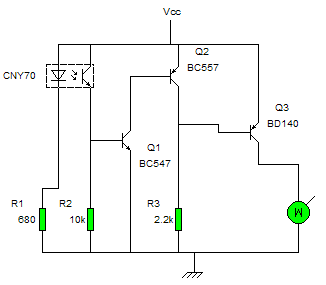 Vcc
Q2
CNY70
BC557
Q3
BD140
Q1
BC547
R1
R2
R3
680
10k
2.2k
M